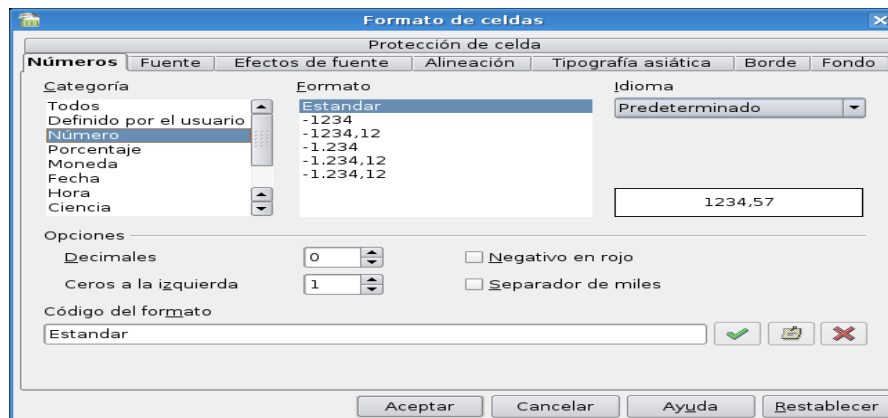 Formato de celdas
Protección de celda
Números Fuente Efectos de fuente Alineación Tipografía asiática Borde Fondo
Categoría Formato Idioma
Todos
Definido por el usuario
Número
Porcentaje
Moneda
Fecha
Hora
Ciencia
Estandar
-1234
-1234,12
-1.234
-1.234,12
-1.234,12
Predeterminado
1234,57
Opciones
Decimales 0 Negativo en rojo
Ceros a la izquierda 1 Separador de miles
Código del formato
Estandar
Aceptar Cancelar Ayuda Restablecer